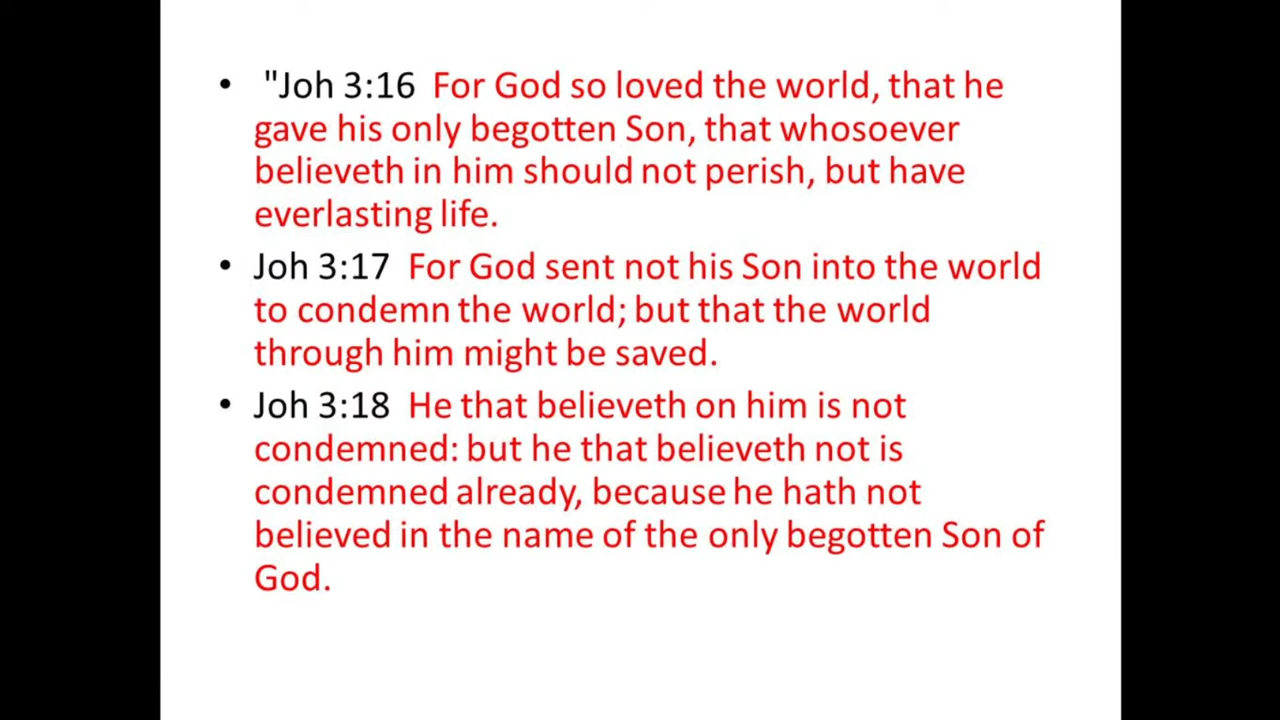 • "Joh 3:16 For God so loved the world, that he
gave his only begotten Son, that whosoever
believeth in him should not perish, but have
everlasting life.
• Joh 3:17 For God sent not his Son into the world
to condemn the world; but that the world
through him might be saved.
• Joh 3:18 He that believeth on him is not
condemned: but he that believeth not is
condemned already, because he hath not
believed in the name of the only begotten Son of
God.